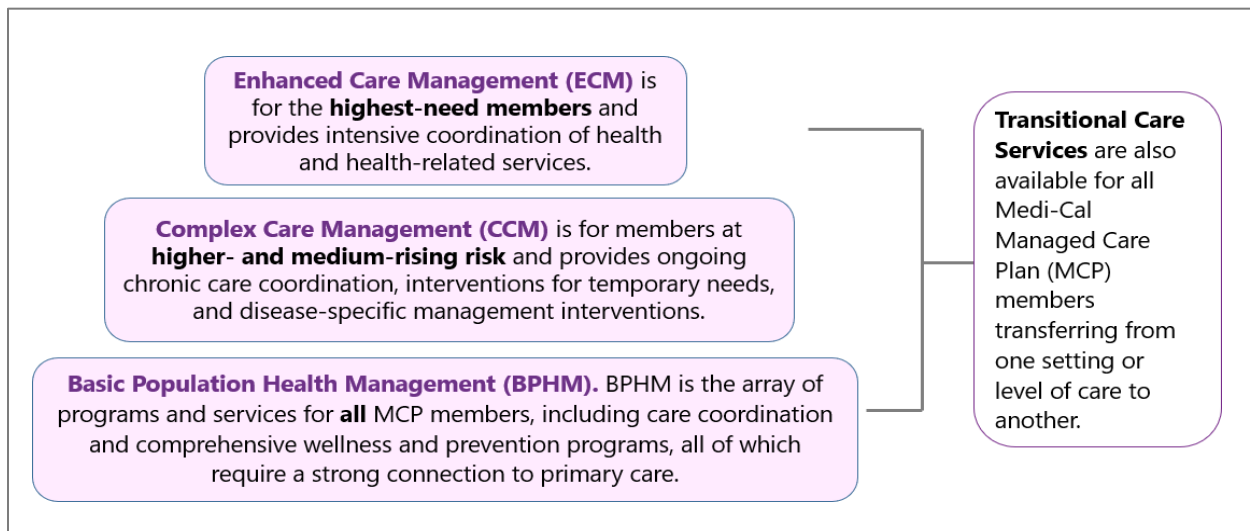 Enhanced Care Management (ECM) is
for the highest-need members and
provides intensive coordination of health
and health-related services.
Complex Care Management (CCM) is for members at
higher- and medium-rising risk and provides ongoing
chronic care coordination, interventions for temporary needs,
and disease-specific management interventions.
Basic Population Health Management (BPHM). BPHM is the array of
programs and services for all MCP members, including care coordination
and comprehensive wellness and prevention programs, all of which
require a strong connection to primary care.
Transitional Care
Services are also
available for all
Medi-Cal
Managed Care
Plan (MCP)
members
transferring from
one setting or
level of care to
another.